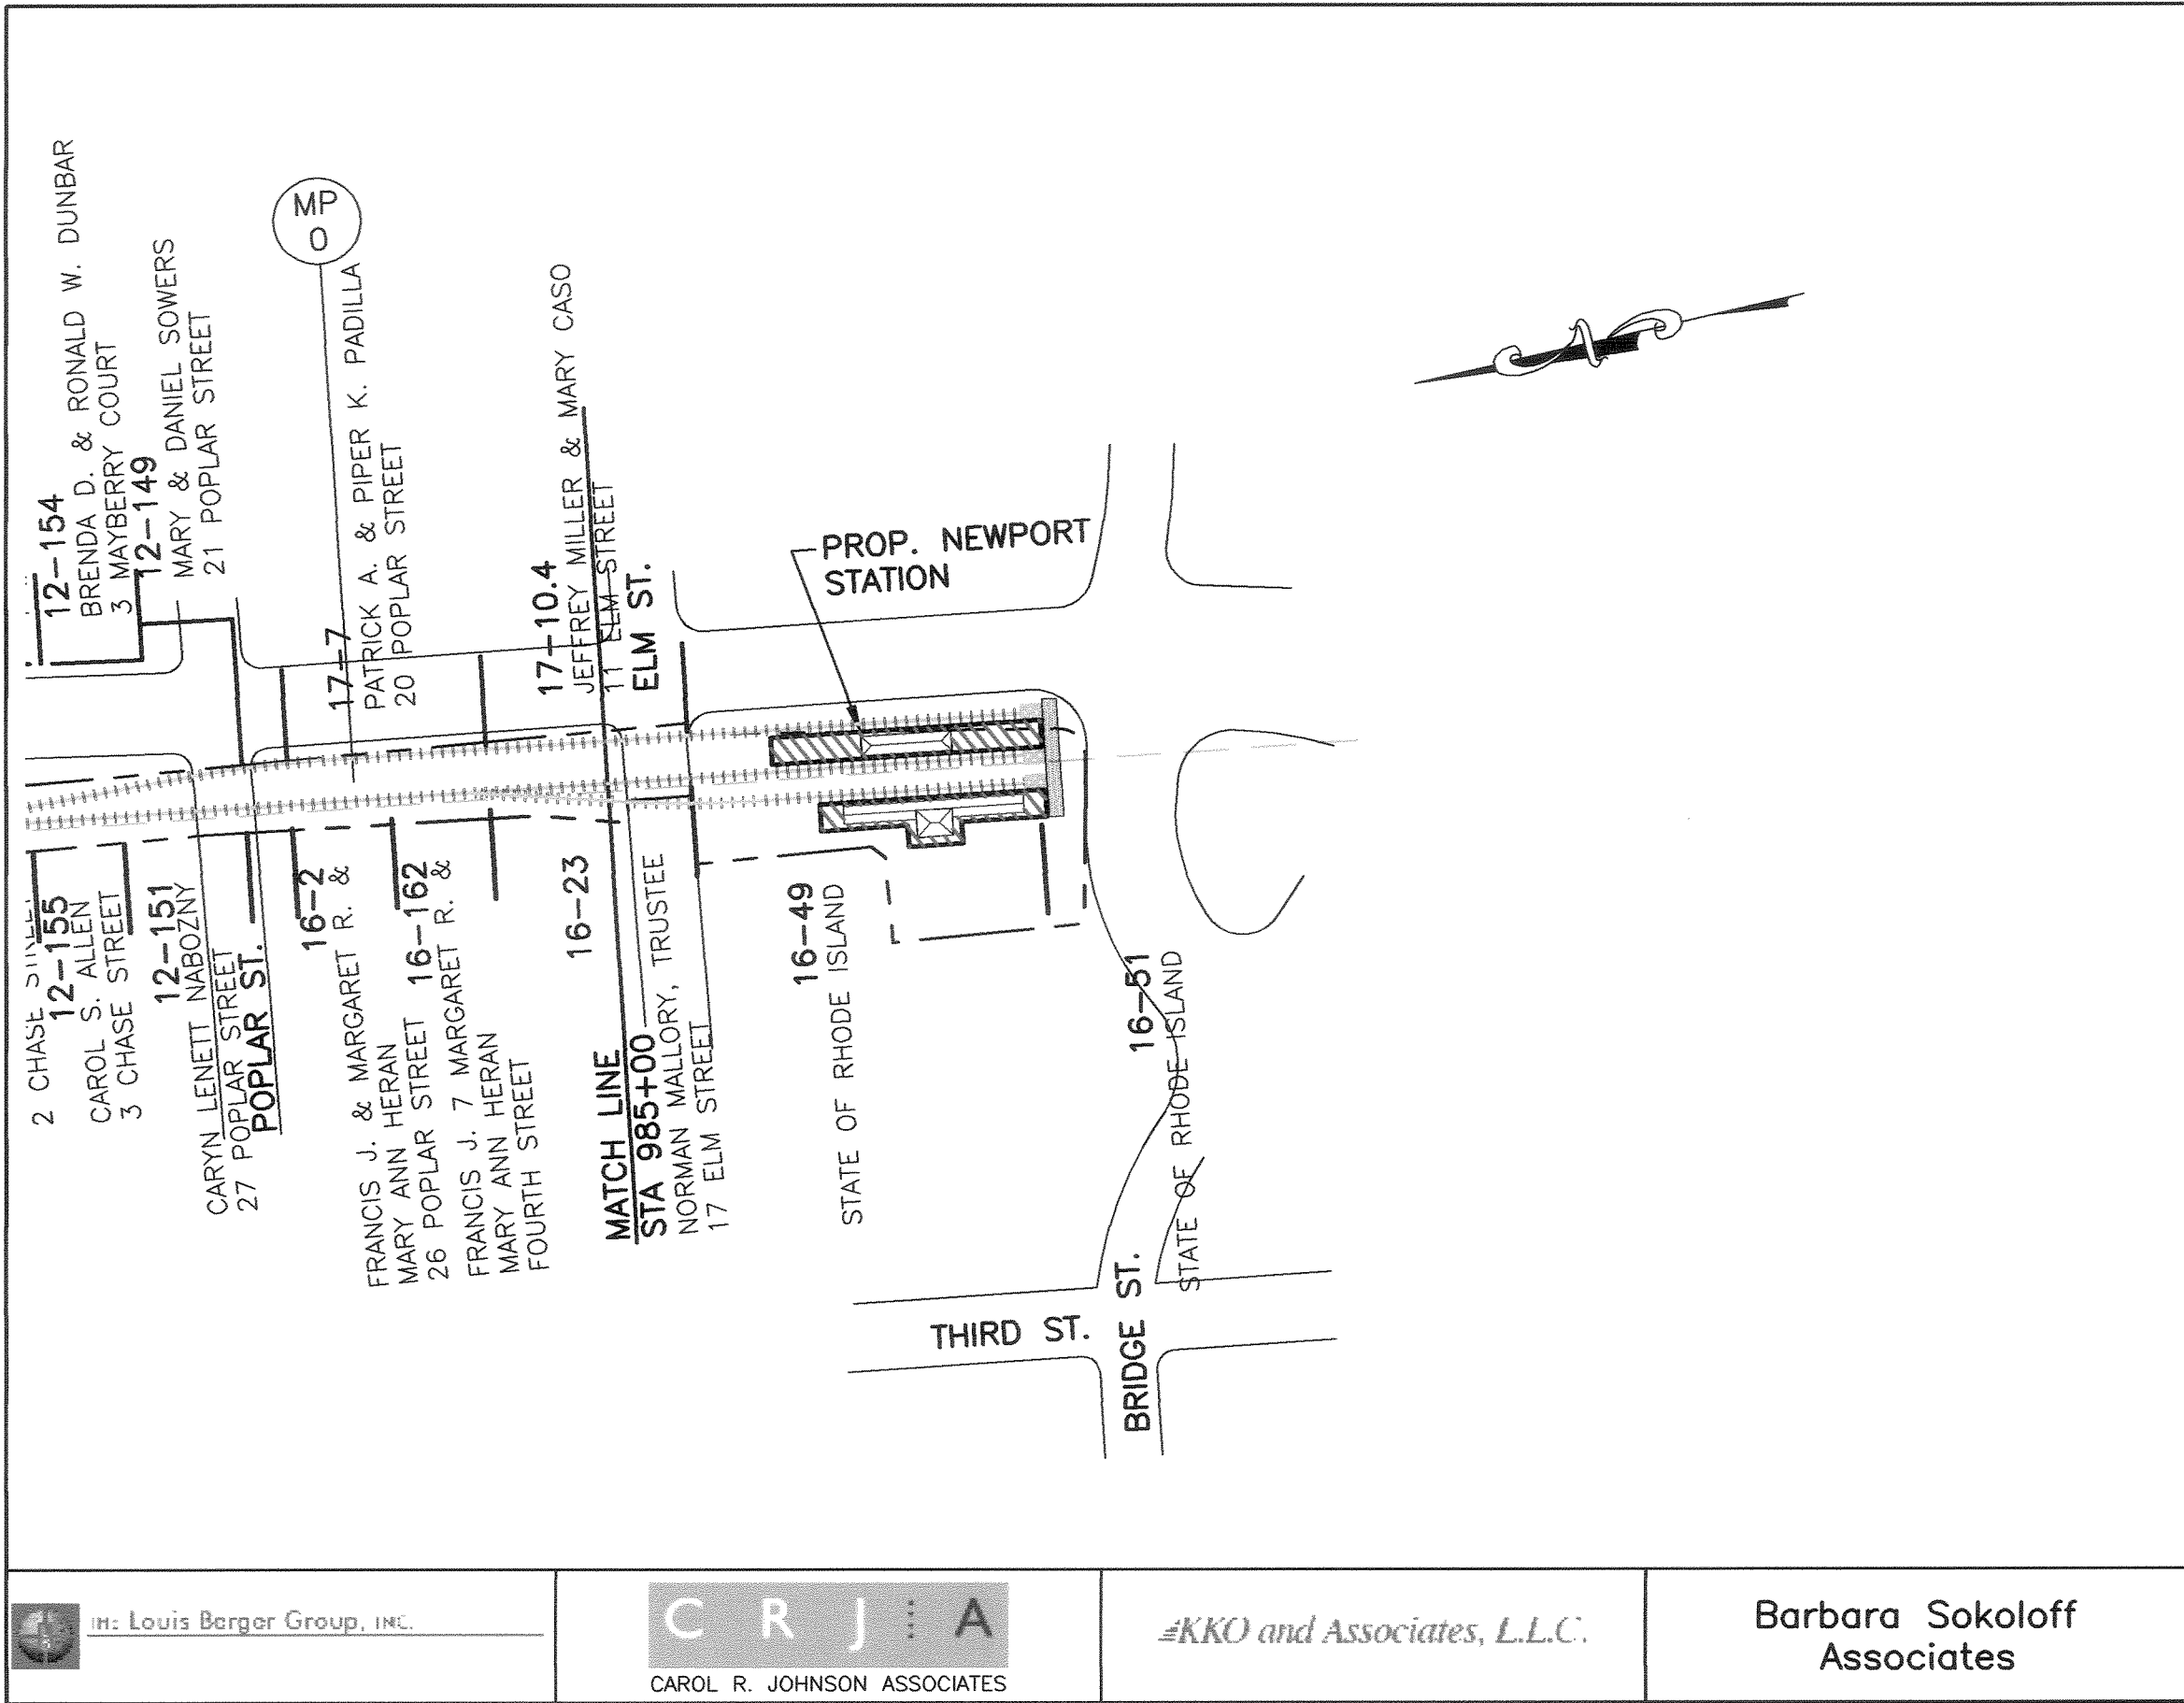 12-154
BRENDA D. & RONALD W. DUNBAR
3 MAYBERRY COURT
12-149
MARY & DANIEL SOWERS
21 POPLAR STREET
MP
0
17-7
PATRICK A. & PIPER K. PADILLA
20 POPLAR STREET
17-10.4
JEFFREY MILLER & MARY CASO
11 ELM STREET
ELM ST.
PROP. NEWPORT
STATION
N
2 CHASE STREET
12-155
CAROL S. ALLEN
3 CHASE STREET
12-151
CARYN LENETT NABOZNY
27 POPLAR STREET
POPLAR ST.
16-2
FRANCIS J. & MARGARET R. &
MARY ANN HERAN
26 POPLAR STREET
16-162
FRANCIS J. 7 MARGARET R. &
MARY ANN HERAN
FOURTH STREET
16-23
MATCH LINE
STA 985+00
NORMAN MALLORY, TRUSTEE
17 ELM STREET
16-49
STATE OF RHODE ISLAND
16-51
STATE OF RHODE ISLAND
THIRD ST.
BRIDGE ST.
THE Louis Berger Group, INC.
C R J A
CAROL R. JOHNSON ASSOCIATES
KKO and Associates, L.L.C.
Barbara Sokoloff
Associates